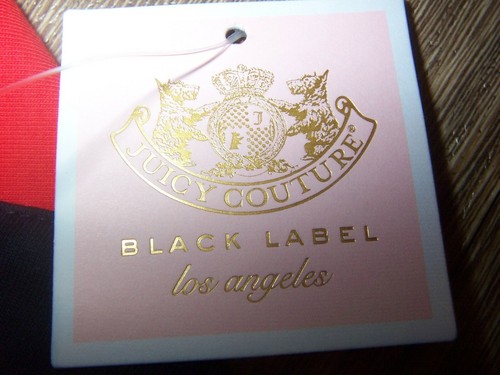 J
JUICY COUTURE®
BLACK LABEL
los angeles